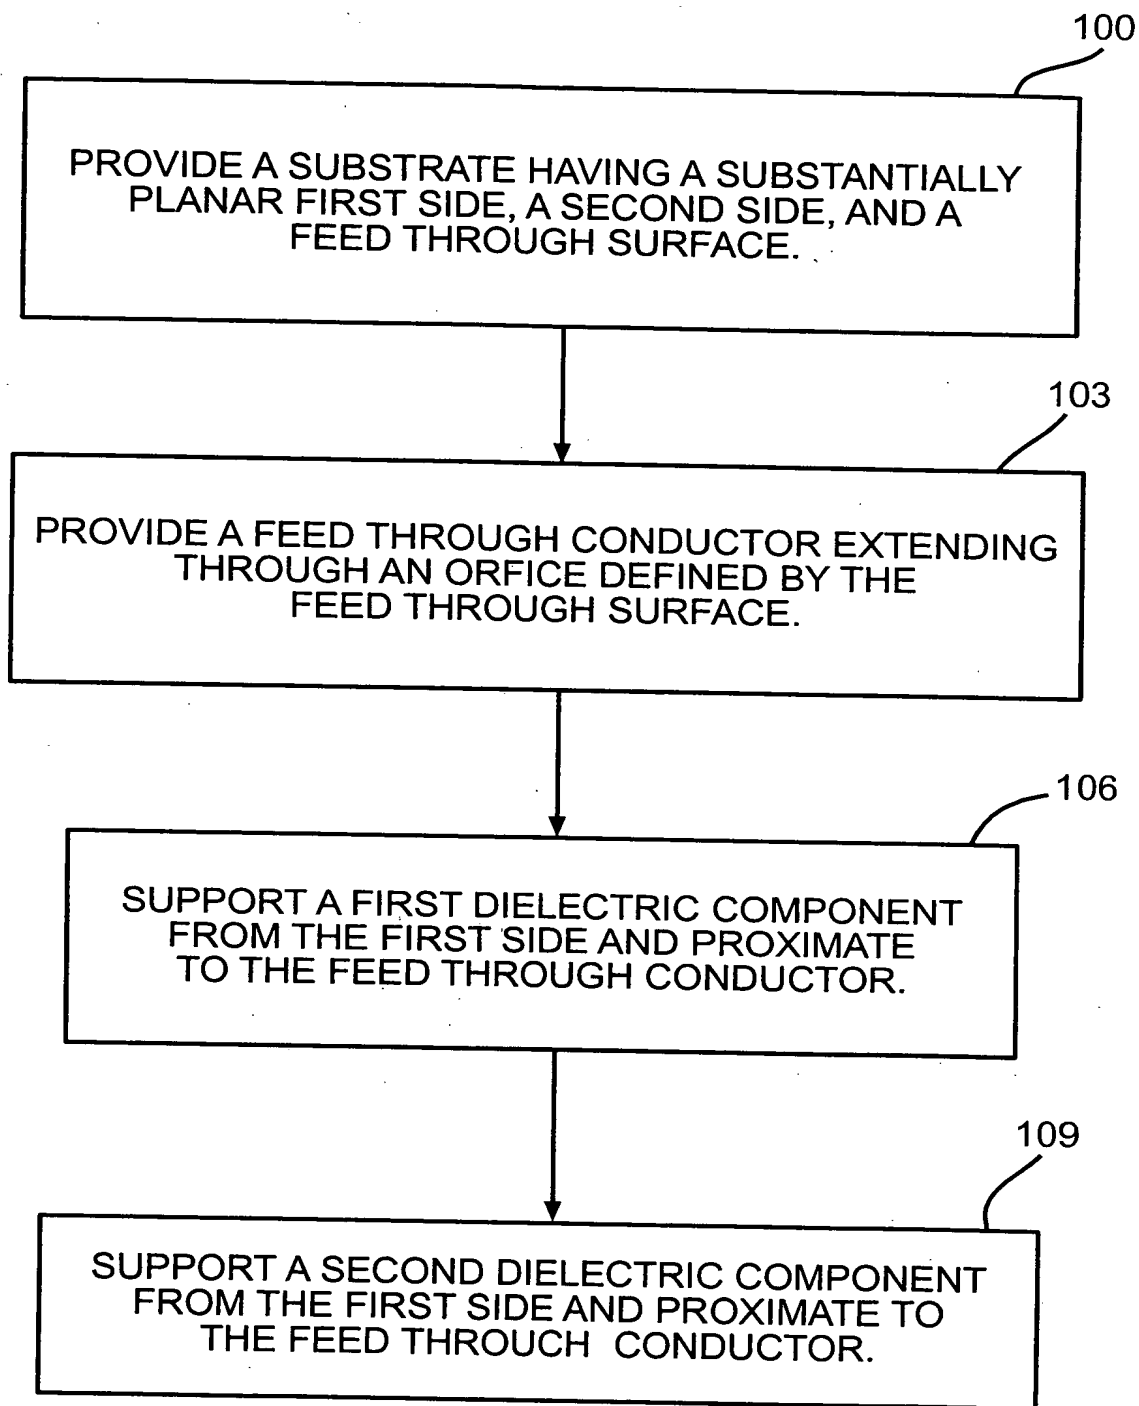 100
PROVIDE A SUBSTRATE HAVING A SUBSTANTIALLY
PLANAR FIRST SIDE, A SECOND SIDE, AND A
FEED THROUGH SURFACE.
103
PROVIDE A FEED THROUGH CONDUCTOR EXTENDING
THROUGH AN ORFICE DEFINED BY THE
FEED THROUGH SURFACE.
106
SUPPORT A FIRST DIELECTRIC COMPONENT
FROM THE FIRST SIDE AND PROXIMATE
TO THE FEED THROUGH CONDUCTOR.
109
SUPPORT A SECOND DIELECTRIC COMPONENT
FROM THE FIRST SIDE AND PROXIMATE TO
THE FEED THROUCH CONDUCTOR.